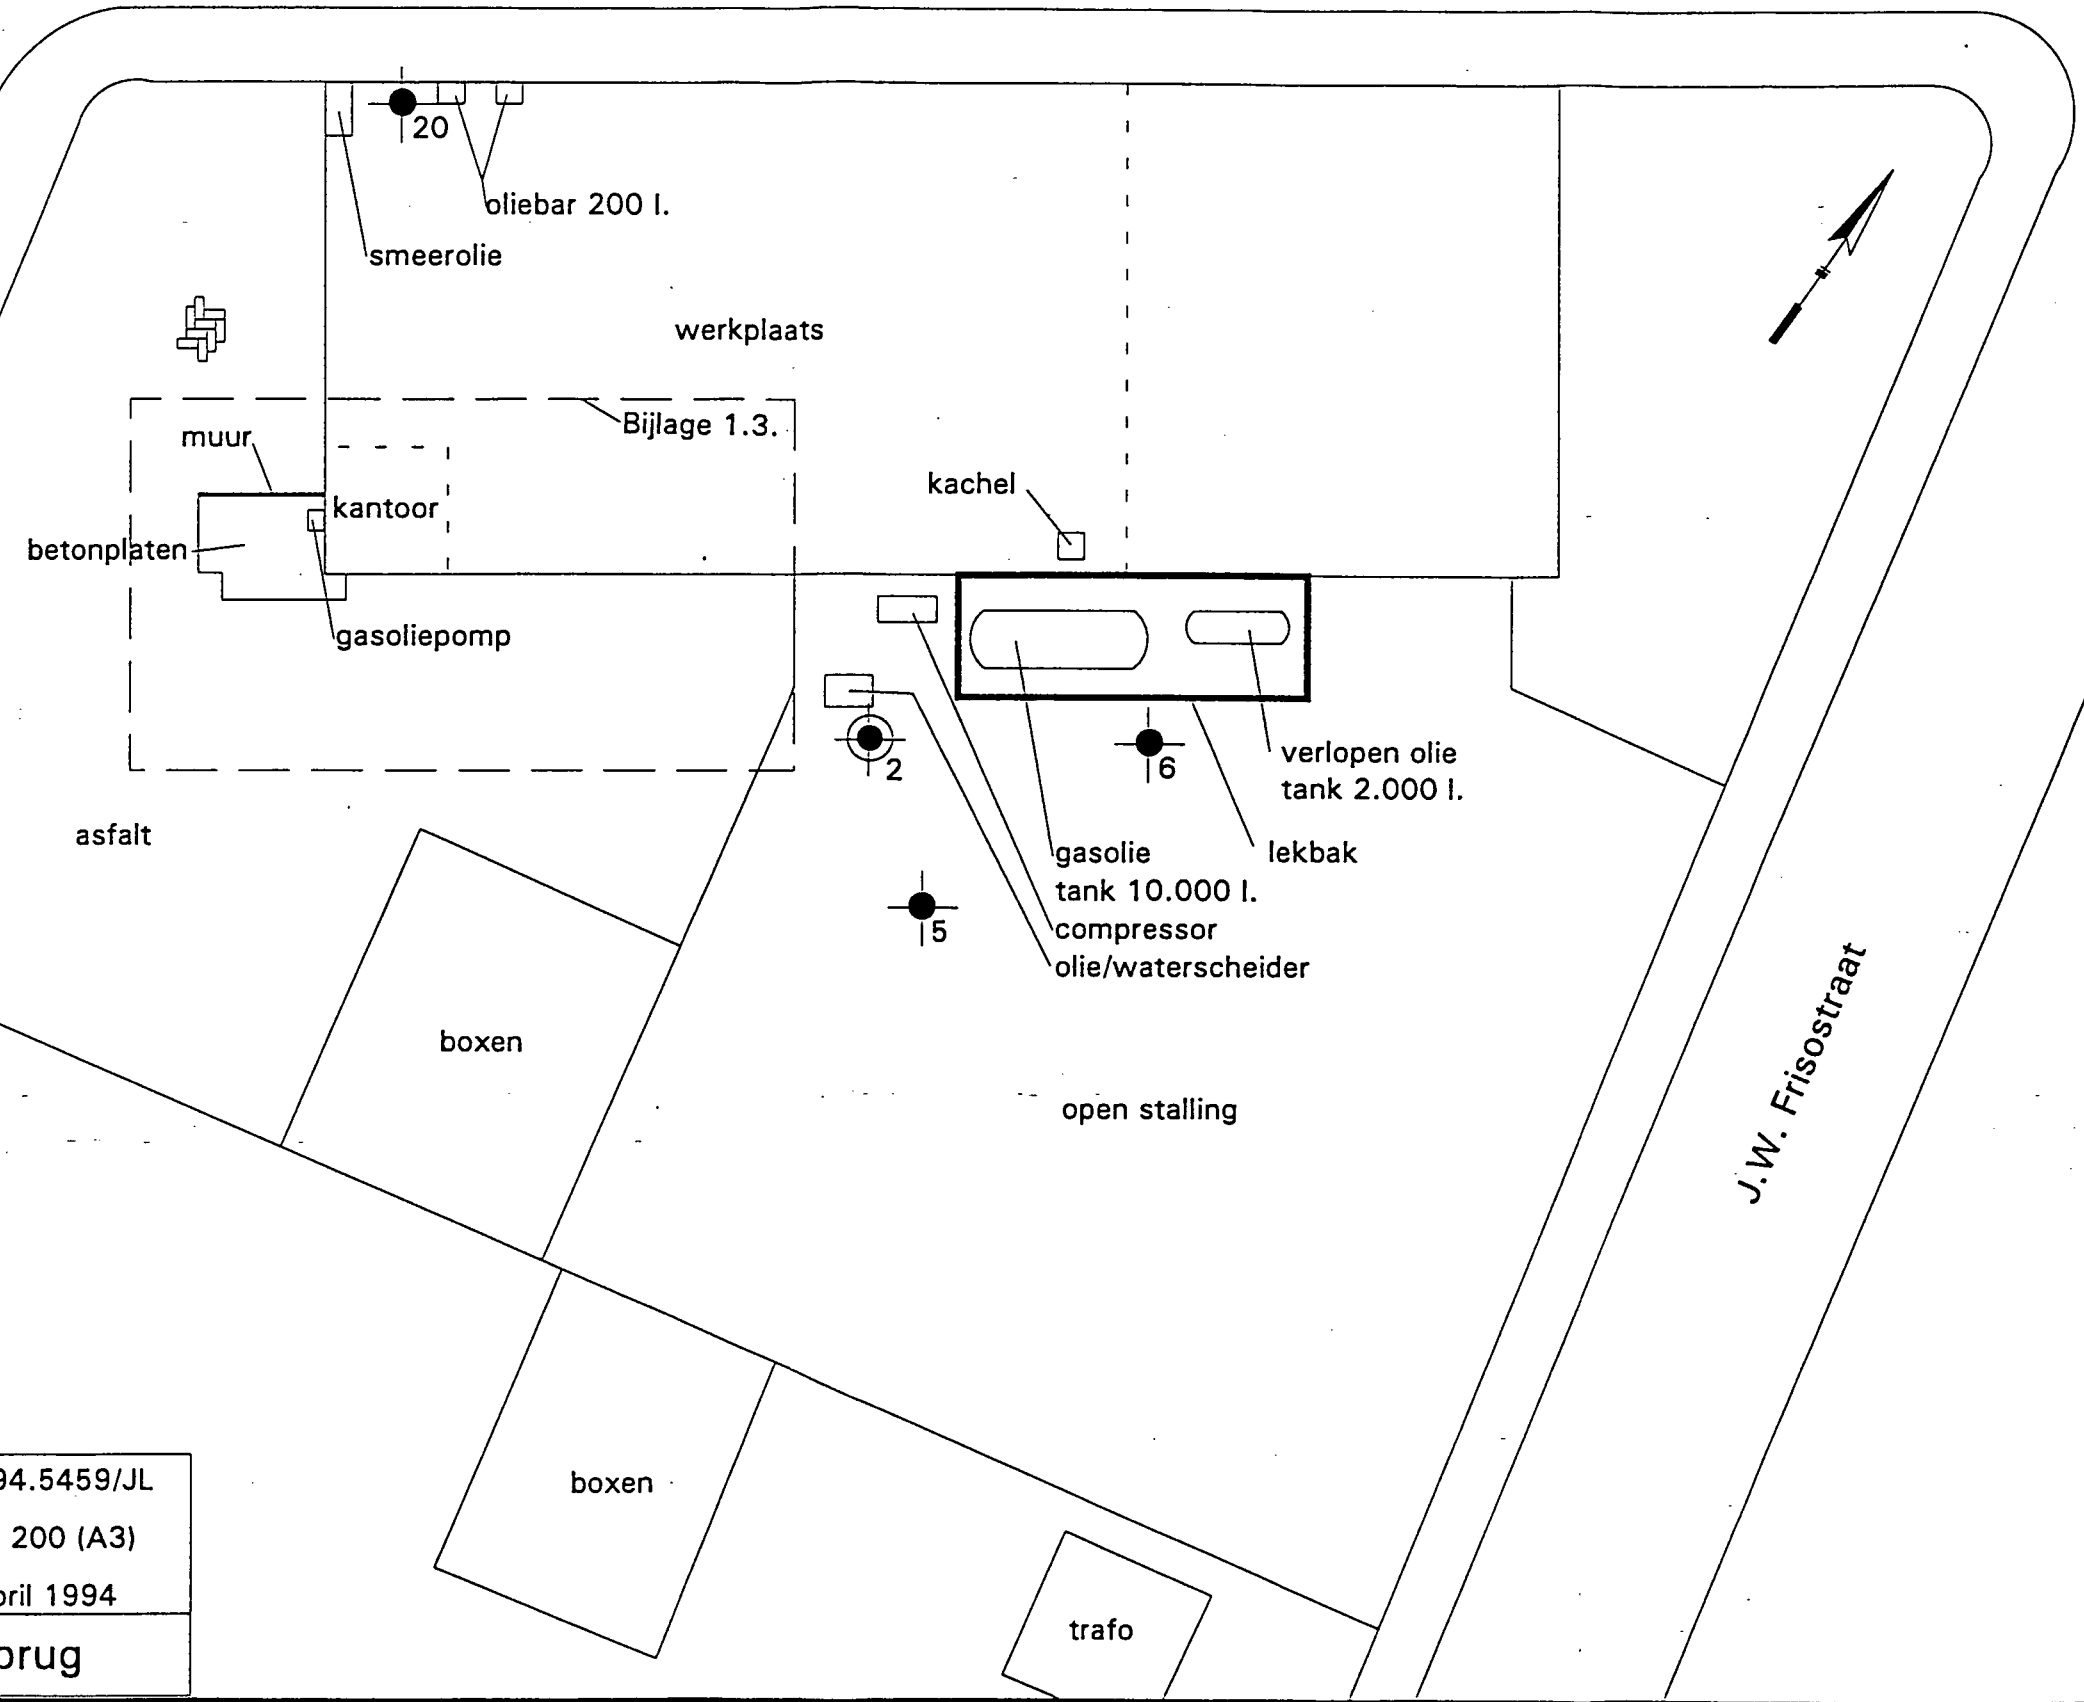 20
oliebar 200 l.
smeerolie
werkplaats
Bijlage 1.3.
muur
kachel
kantoor
betonplaten
gasoliepomp
2
6
verlopen olie
tank 2.000 l.
asfalt
gasolie
tank 10.000 l.
lekbak
5
compressor
olie/waterscheider
J.W. Frisostraat
boxen
open stalling
boxen
94.5459/JL
200 (A3)
pril 1994
brug
trafo